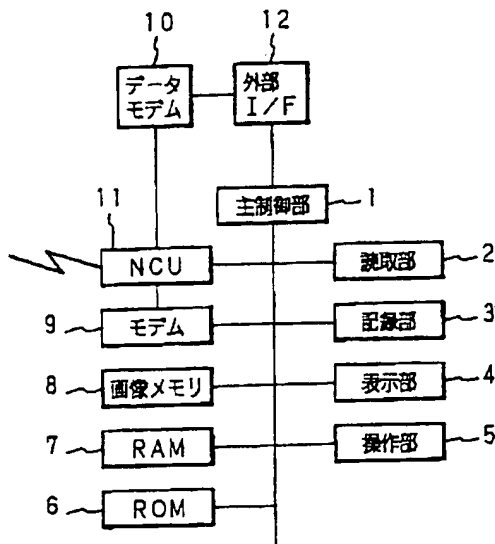 10
12
データ
モデム
外部
I/F
主制御部
1
11
NCU
読取部
2
9
モデム
記録部
3
8
画像メモリ
表示部
4
7
RAM
操作部
5
6
ROM